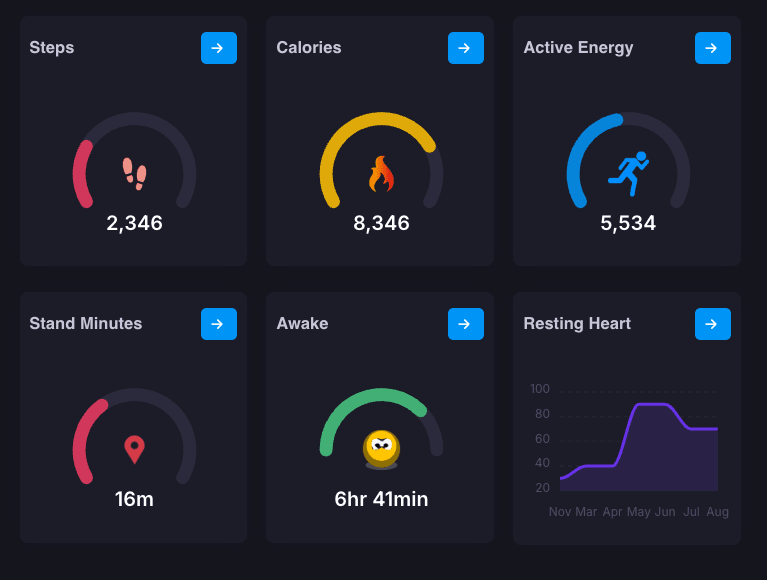 Steps
2,346
Calories
8,346
Active Energy
5,534
Stand Minutes
16m
Awake
6hr 41min
Resting Heart
100
80
60
40
20
Nov Mar Apr May Jun Jul Aug